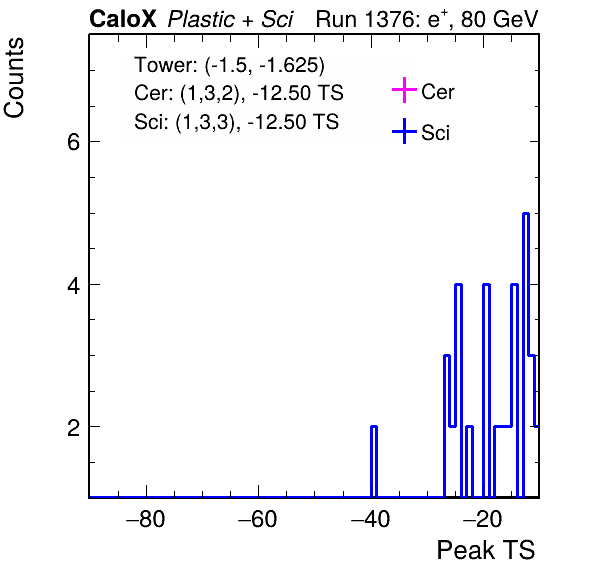 CaloX Plastic + Sci Run 1376: e+, 80 GeV
Counts
Tower: (-1.5, -1.625)
Cer: (1,3,2), -12.50 TS
Sci: (1,3,3), -12.50 TS
Cer
Sci
6
4
2
−80 −60 −40 −20
Peak TS